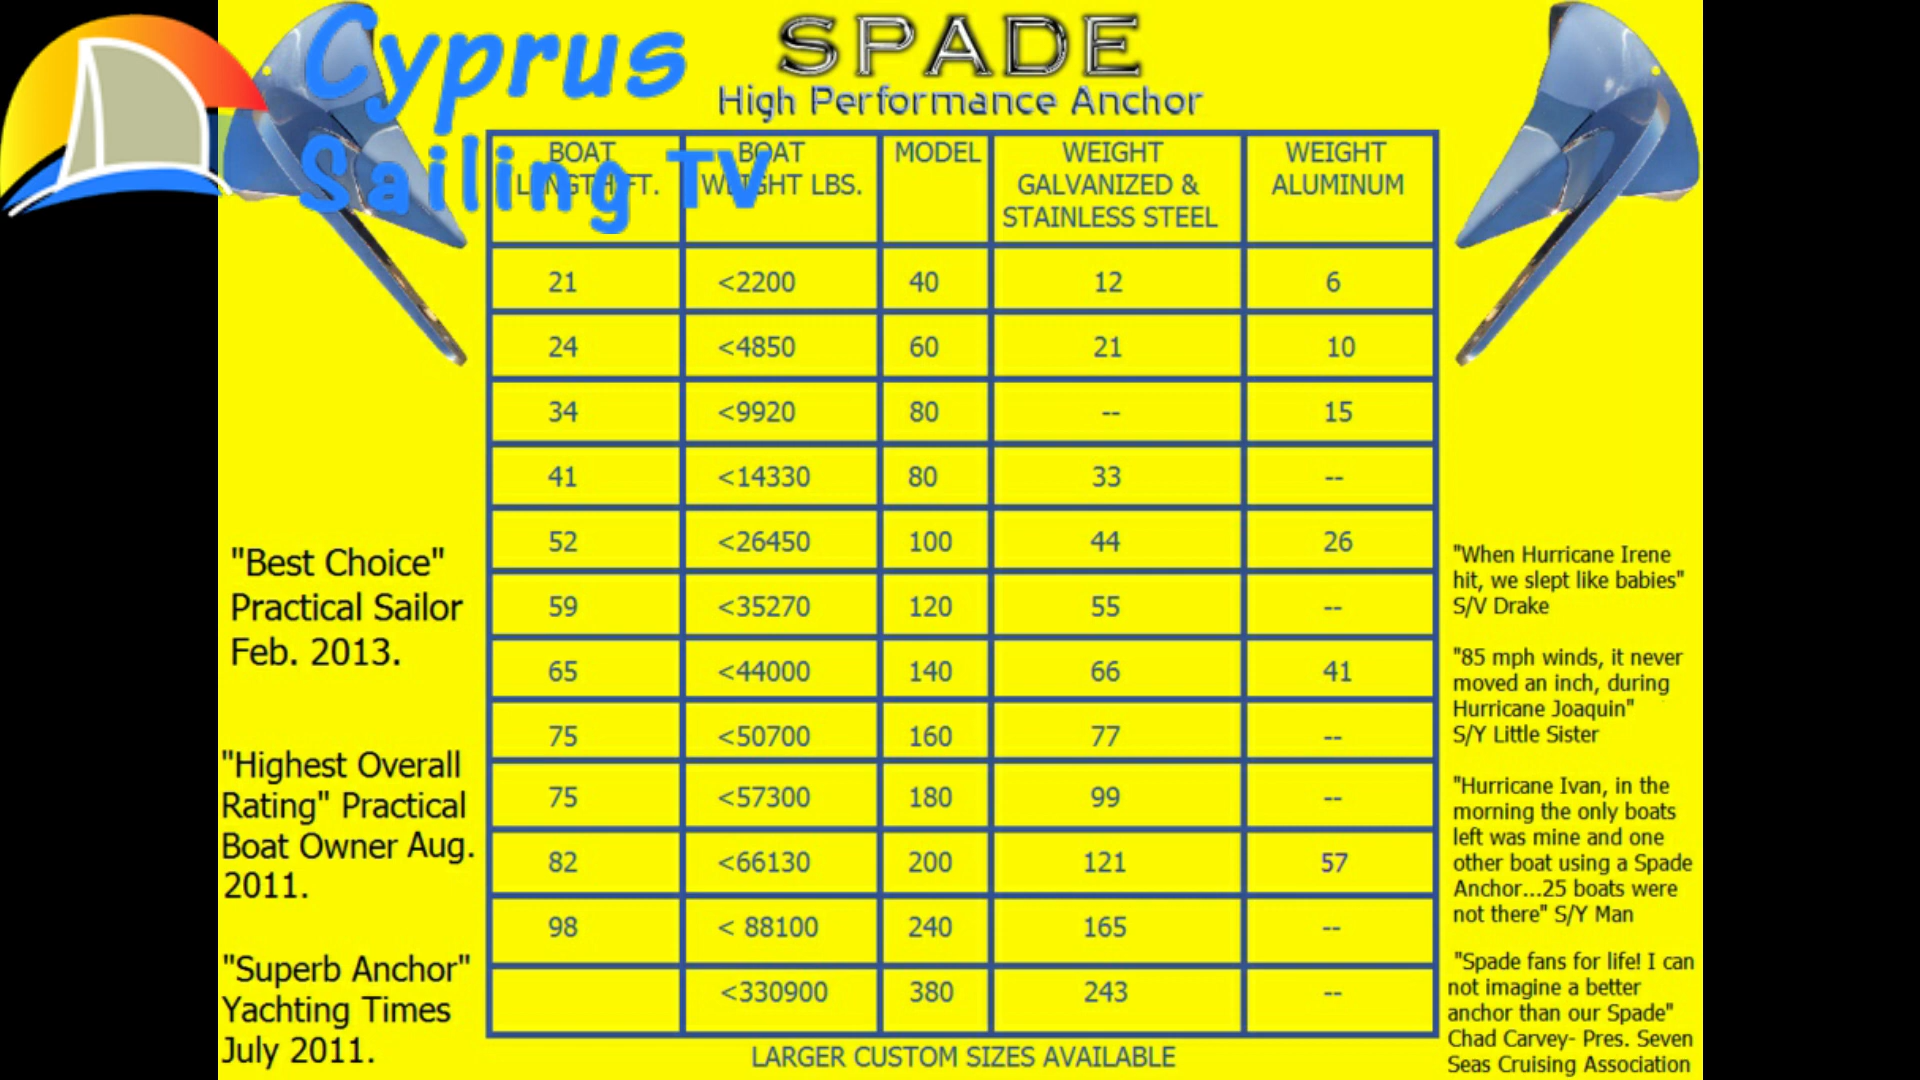 Cyprus
Sailing TV
SPADE
High Performance Anchor
BOAT LENGTH FT. BOAT WEIGHT LBS. MODEL WEIGHT GALVANIZED & STAINLESS STEEL WEIGHT ALUMINUM
21 <2200 40 12 6
24 <4850 60 21 10
34 <9920 80 -- 15
41 <14330 80 33 --
52 <26450 100 44 26
59 <35270 120 55 --
65 <44000 140 66 41
75 <50700 160 77 --
75 <57300 180 99 --
82 <66130 200 121 57
98 < 88100 240 165 --
<330900 380 243 --
LARGER CUSTOM SIZES AVAILABLE
"Best Choice"
Practical Sailor
Feb. 2013.
"Highest Overall
Rating" Practical
Boat Owner Aug.
2011.
"Superb Anchor"
Yachting Times
July 2011.
"When Hurricane Irene
hit, we slept like babies"
S/V Drake
"85 mph winds, it never
moved an inch, during
Hurricane Joaquin"
S/Y Little Sister
"Hurricane Ivan, in the
morning the only boats
left was mine and one
other boat using a Spade
Anchor...25 boats were
not there" S/Y Man
"Spade fans for life! I can
not imagine a better
anchor than our Spade"
Chad Carvey- Pres. Seven
Seas Cruising Association